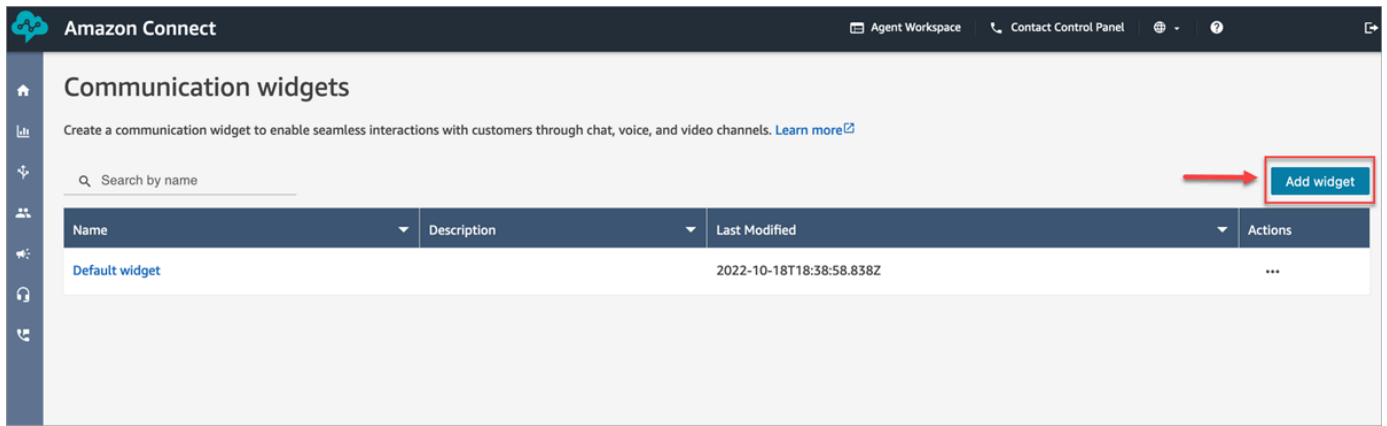 Amazon Connect
Agent Workspace
Contact Control Panel
Communication widgets
Create a communication widget to enable seamless interactions with customers through chat, voice, and video channels. Learn more
Search by name
Add widget
Name Description Last Modified Actions
Default widget 2022-10-18T18:38:58.838Z ...